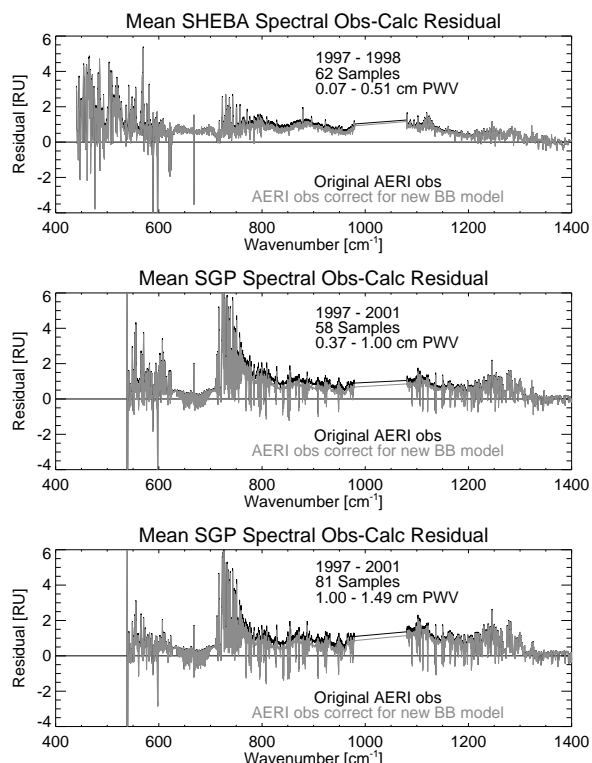 Mean SHEBA Spectral Obs-Calc Residual
6
4
2
0
-2
-4
Residual [RU]
1997 - 1998
62 Samples
0.07 - 0.51 cm PWV
Original AERI obs
AERI obs correct for new BB model
400 600 800 1000 1200 1400
Wavenumber [cm⁻¹]
Mean SGP Spectral Obs-Calc Residual
6
4
2
0
-2
-4
Residual [RU]
1997 - 2001
58 Samples
0.37 - 1.00 cm PWV
Original AERI obs
AERI obs correct for new BB model
400 600 800 1000 1200 1400
Wavenumber [cm⁻¹]
Mean SGP Spectral Obs-Calc Residual
6
4
2
0
-2
-4
Residual [RU]
1997 - 2001
81 Samples
1.00 - 1.49 cm PWV
Original AERI obs
AERI obs correct for new BB model
400 600 800 1000 1200 1400
Wavenumber [cm⁻¹]